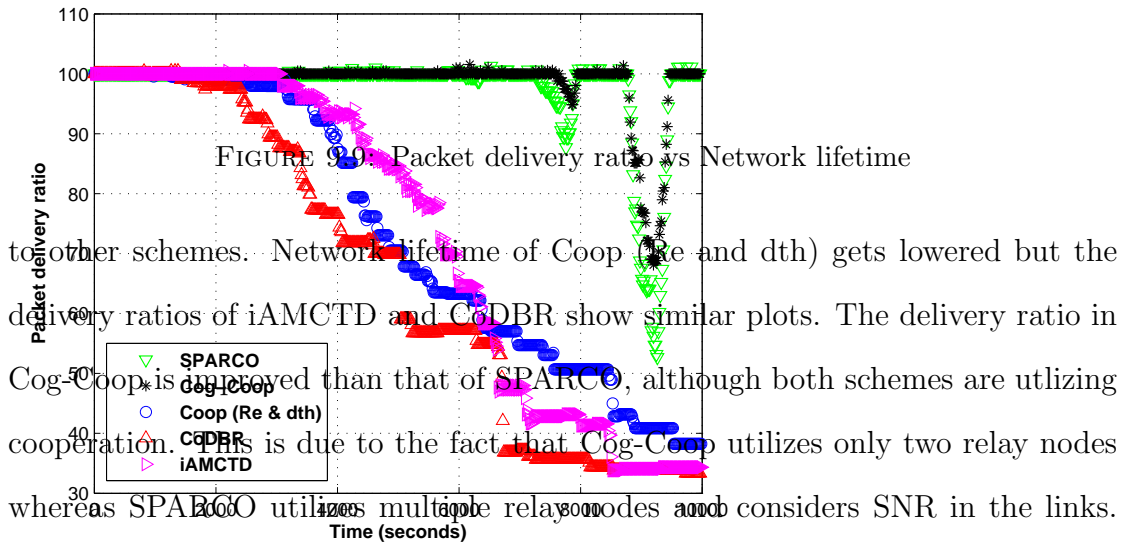 110
100
90
80
70
60
50
40
30
0
2000
4000
6000
8000
10000
Time (seconds)
Packet delivery ratio
SPARCO
Cog-Coop
Coop (Re & dth)
CoDBR
iAMCTD
FIGURE 9.9: Packet delivery ratio vs Network lifetime
to other schemes. Network lifetime of Coop (Re and dth) gets lowered but the
delivery ratios of iAMCTD and CoDBR show similar plots. The delivery ratio in
Cog-Coop is improved than that of SPARCO, although both schemes are utlizing
cooperation. This is due to the fact that Cog-Coop utilizes only two relay nodes
whereas SPARCO utilizes multiple relay nodes and considers SNR in the links.